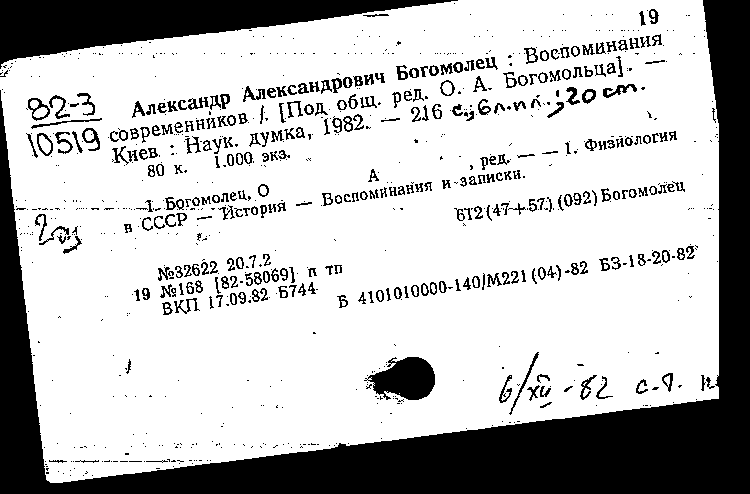 19
82-3
10519
Александр Александрович Богомолец : Воспоминания
современников /. [Под общ. ред. О. А. Богомольца]. —
Киев : Наук. думка, 1982. — 216 с.; 6 л. ил.; 20 см.
80 к. 1.000 экз.
1. Богомолец, О А , ред. — — 1. Физиология
в СССР — История — Воспоминания и записки.
612(47+57)(092)Богомолец
№32622 20.7.2
19 №168 [82-58069] п тп
ВКП 17.09.82 Б744
Б 4101010000-140/М221(04)-82 БЗ-18-20-82
6/XII-82 с.т.